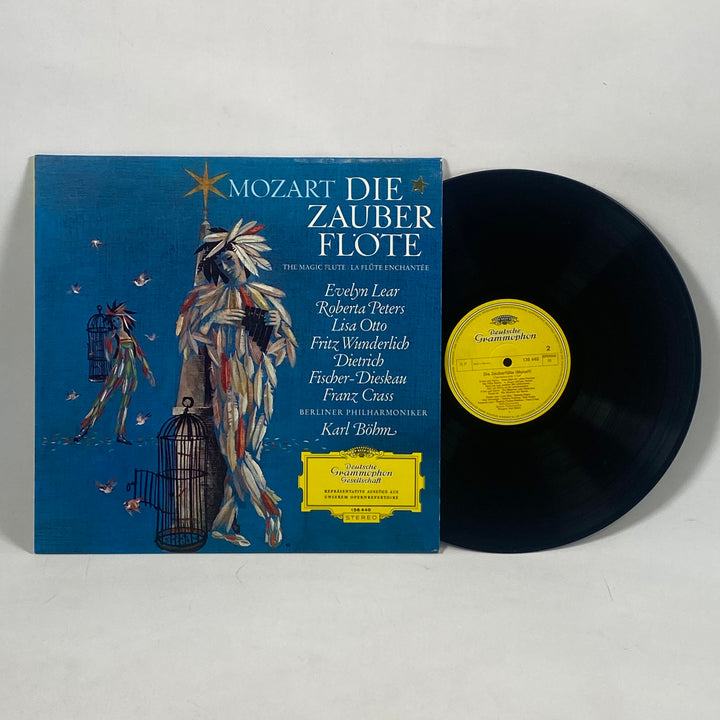 MOZART DIE
ZAUBER
FLÖTE
THE MAGIC FLUTE · LA FLÛTE ENCHANTÉE
Evelyn Lear
Roberta Peters
Lisa Otto
Fritz Wunderlich
Dietrich
Fischer-Dieskau
Franz Crass
BERLINER PHILHARMONIKER
Karl Böhm
Deutsche
Grammophon
Gesellschaft
REPRÄSENTATIVE AUSZÜGE AUS
UNSEREM OPERNREPERTOIRE
136 440
STEREO
Deutsche
Grammophon
2
136 440
Die Zauberflöte (Mozart)